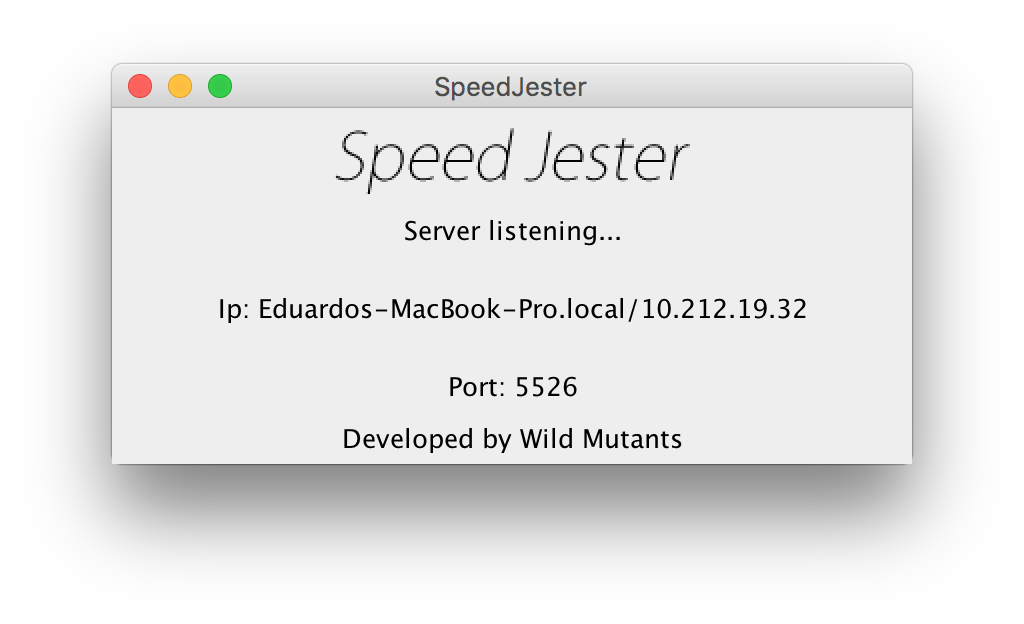 SpeedJester
Speed Jester
Server listening...
Ip: Eduardos-MacBook-Pro.local/10.212.19.32
Port: 5526
Developed by Wild Mutants